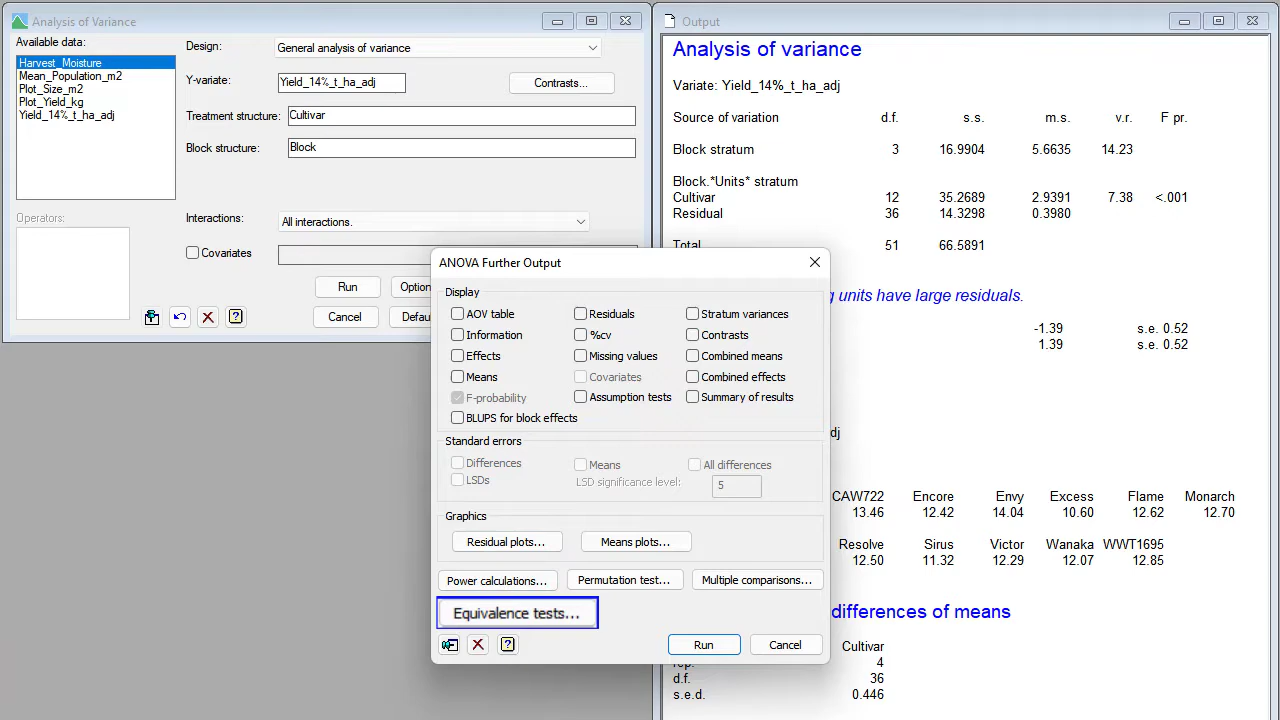 Analysis of Variance
Available data:
Harvest_Moisture
Mean_Population_m2
Plot_Size_m2
Plot_Yield_kg
Yield_14%_t_ha_adj
Operators:
Design: General analysis of variance
Y-variate: Yield_14%_t_ha_adj Contrasts...
Treatment structure: Cultivar
Block structure: Block
Interactions: All interactions.
Covariates
Run
Cancel
ANOVA Further Output
Display
AOV table Residuals Stratum variances
Information %cv Contrasts
Effects Missing values Combined means
Means Covariates Combined effects
F-probability Assumption tests Summary of results
BLUPS for block effects
Standard errors
Differences Means All differences
LSDs LSD significance level: 5
Graphics
Residual plots... Means plots...
Power calculations... Permutation test... Multiple comparisons...
Equivalence tests...
Run Cancel
Output
Analysis of variance
Variate: Yield_14%_t_ha_adj
Source of variation d.f. s.s. m.s. v.r. F pr.
Block stratum 3 16.9904 5.6635 14.23
Block.*Units* stratum
Cultivar 12 35.2689 2.9391 7.38 <.001
Residual 36 14.3298 0.3980
Total 51 66.5891
units have large residuals.
-1.39 s.e. 0.52
1.39 s.e. 0.52
CAW722 Encore Envy Excess Flame Monarch
13.46 12.42 14.04 10.60 12.62 12.70
Resolve Sirus Victor Wanaka WWT1695
12.50 11.32 12.29 12.07 12.85
differences of means
Cultivar
rep. 4
d.f. 36
s.e.d. 0.446